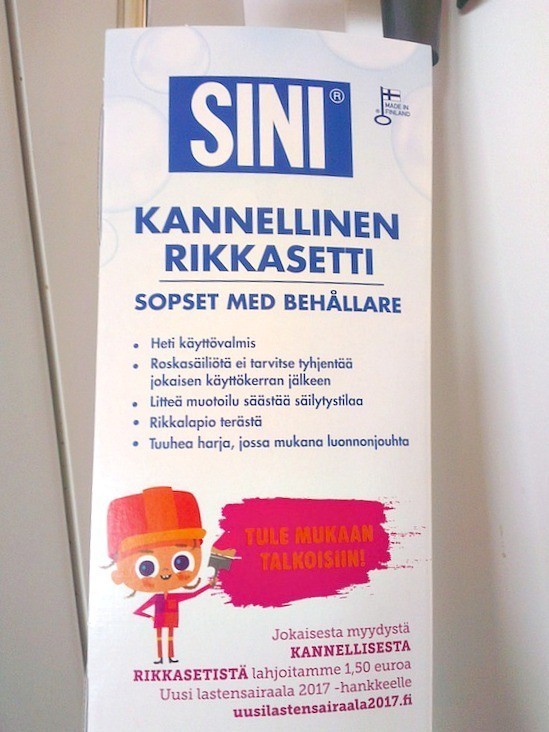 SINI®
MADE IN
FINLAND
KANNELLINEN
RIKKASETTI
SOPSET MED BEHÅLLARE
• Heti käyttövalmis
• Roskasäiliötä ei tarvitse tyhjentää
jokaisen käyttökerran jälkeen
• Litteä muotoilu säästää säilytystilaa
• Rikkalapio terästä
• Tuuhea harja, jossa mukana luonnonjouhta
TULE MUKAAN
TALKOISIIN!
Jokaisesta myydystä
KANNELLISESTA
RIKKASETISTÄ lahjoitamme 1,50 euroa
Uusi lastensairaala 2017 -hankkeelle
uusilastensairaala2017.fi